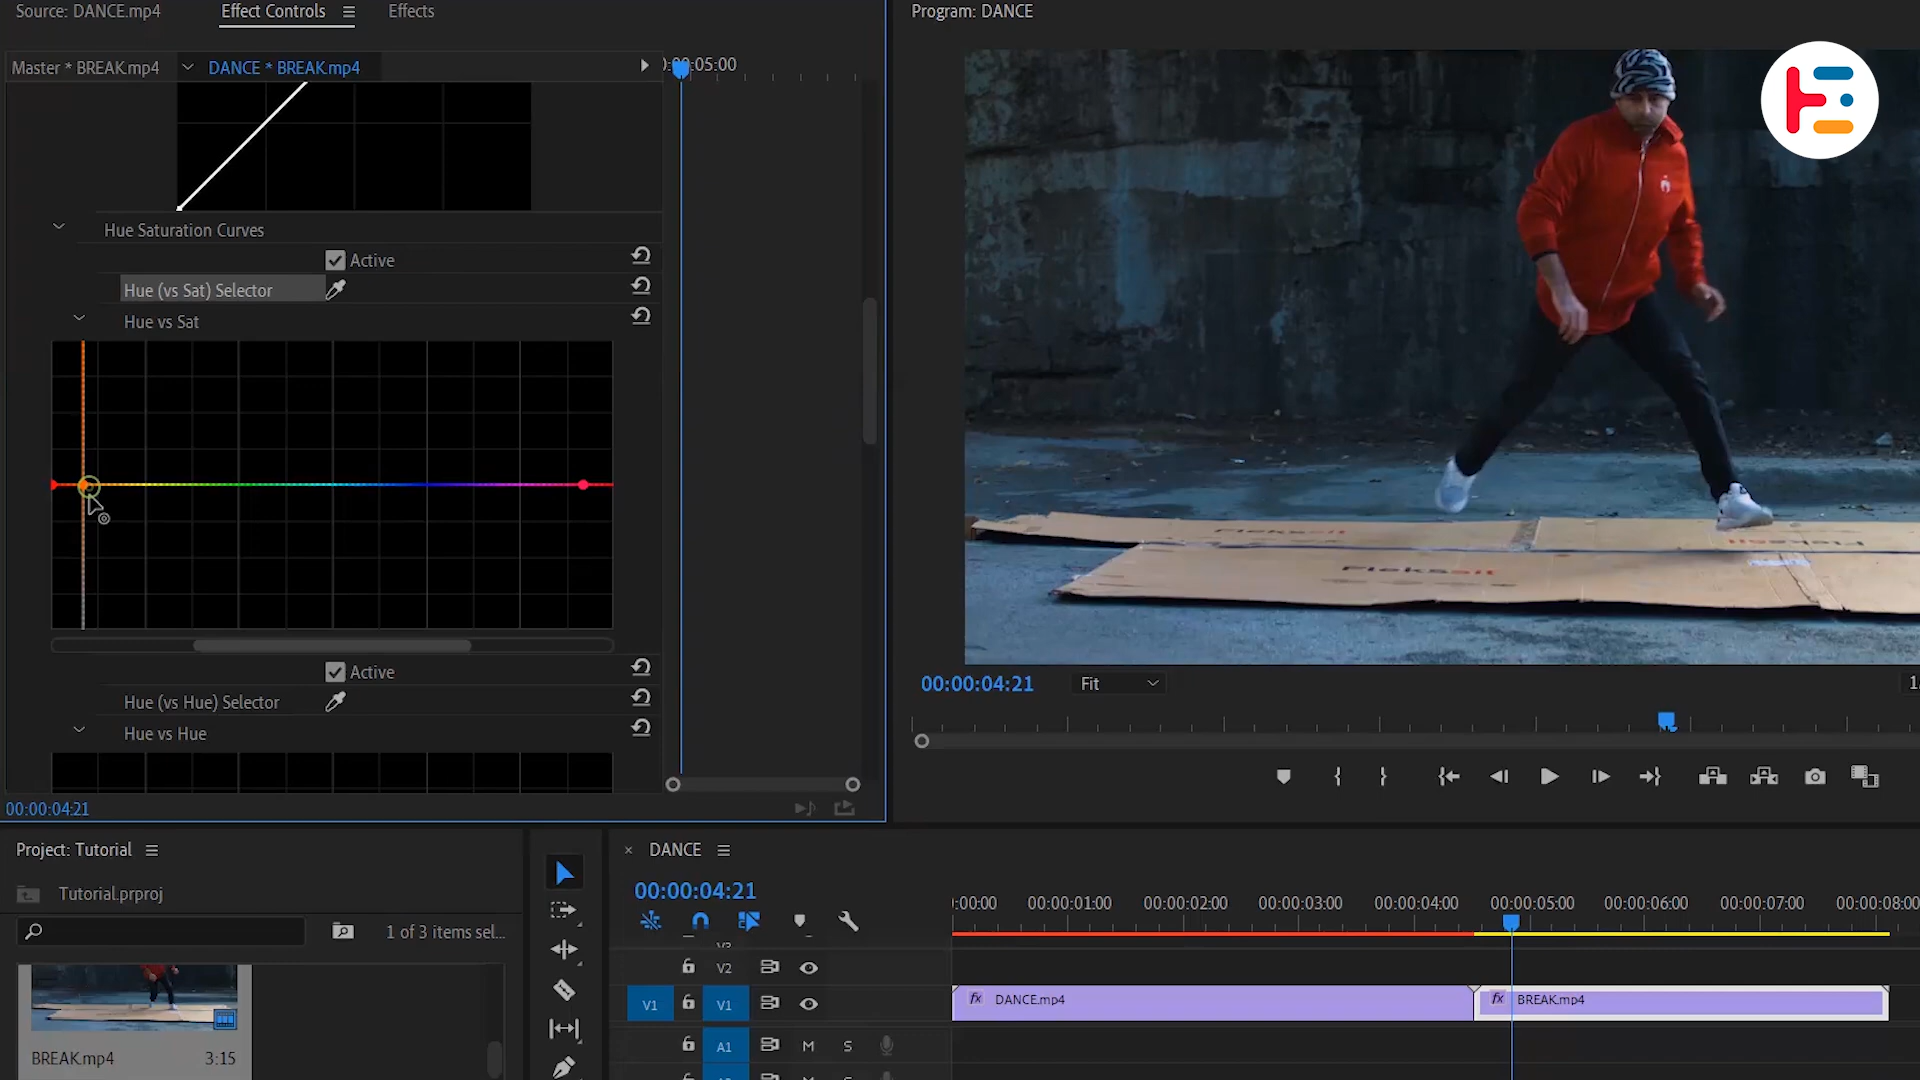 Source: DANCE.mp4
Effect Controls
Effects
Program: DANCE
Master * BREAK.mp4
DANCE * BREAK.mp4
05:00
Hue Saturation Curves
Active
Hue (vs Sat) Selector
Hue vs Sat
Active
Hue (vs Hue) Selector
Hue vs Hue
00:00:04:21
00:00:04:21
Fit
Project: Tutorial
Tutorial.prproj
1 of 3 items sel...
BREAK.mp4
3:15
DANCE
00:00:04:21
:00:00
00:00:01:00
00:00:02:00
00:00:03:00
00:00:04:00
00:00:05:00
00:00:06:00
00:00:07:00
00:00:08:00
V2
V1
V1
fx DANCE.mp4
fx BREAK.mp4
A1
M
S